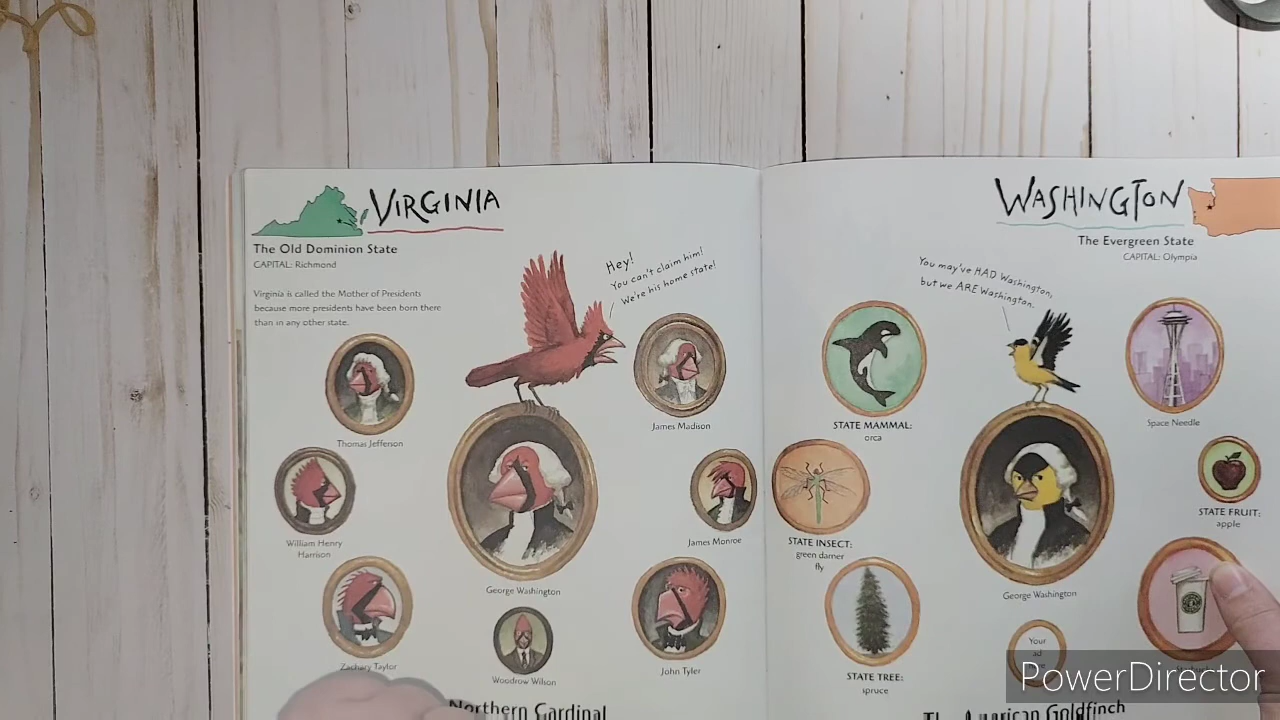 VIRGINIA
The Old Dominion State
CAPITAL: Richmond
Virginia is called the Mother of Presidents
because more presidents have been born there
than in any other state.
Hey!
You can't claim him!
We're his home state!
Thomas Jefferson
James Madison
William Henry
Harrison
George Washington
James Monroe
Zachary Taylor
Woodrow Wilson
John Tyler
Northern Cardinal
WASHINGTON
The Evergreen State
CAPITAL: Olympia
You may've HAD Washington,
but we ARE Washington.
STATE MAMMAL:
orca
Space Needle
STATE INSECT:
green darner
fly
STATE FRUIT:
apple
George Washington
STATE TREE:
spruce
Your
ad
The American Goldfinch
PowerDirector